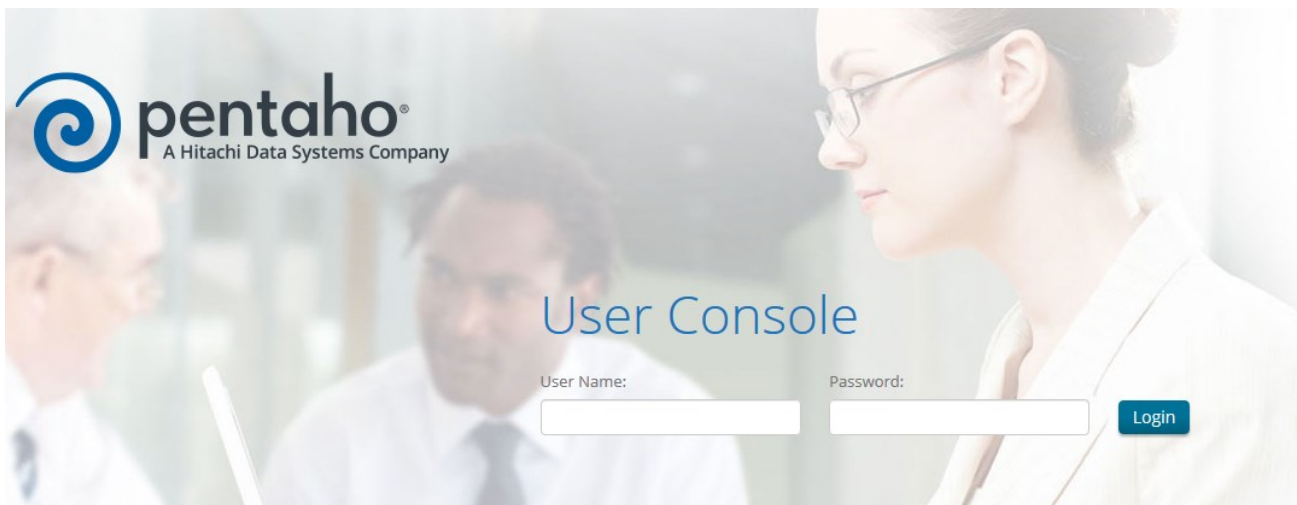 pentaho®
A Hitachi Data Systems Company
User Console
User Name:
Password:
Login